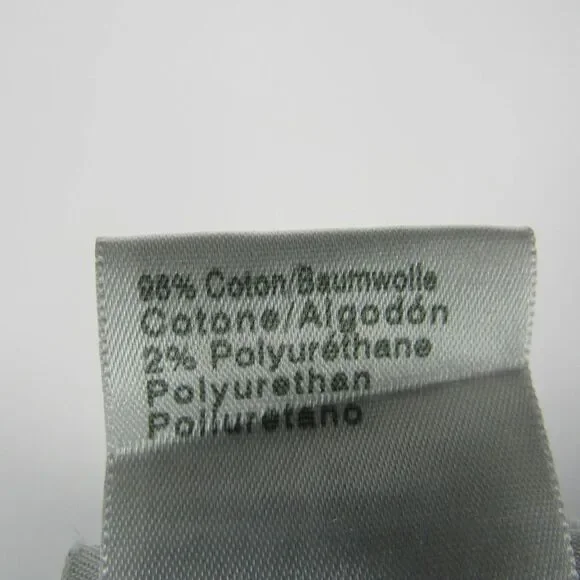 98% Coton/Baumwolle
Cotone/Algodón
2% Polyuréthane
Polyurethan
Poliuretano